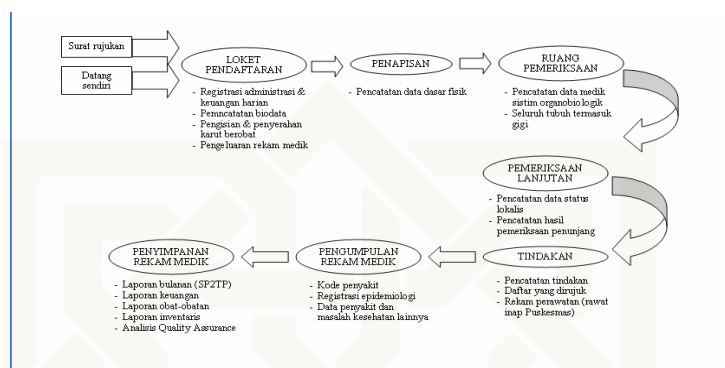 Surat rujukan
Datang
sendiri
LOKET
PENDAFTARAN
- Registrasi administrasi &
keuangan harian
- Pemncatatan biodata
- Pengisian & penyerahan
karut berobat
- Pengeluran rekam medik
PENAPISAN
- Pencatatan data dasar fisik
RUANG
PEMERIKSAAN
- Pencatatan data medik
sistim organobiologik
- Seluruh tubuh termasuk
gigi
PEMERIKSAAN
LANJUTAN
- Pencatatan data status
lokalis
- Pencatatan hasil
pemeriksaan penunjang
TINDAKAN
- Pencatatan tindakan
- Daftar yang dirujuk
- Rekam perawatan (rawat
inap Puskesmas)
PENGUMPULAN
REKAM MEDIK
- Kode penyakit
- Registrasi epidemiologi
- Data penyakit dan
masalah kesehatan lainnya
PENYIMPANAN
REKAM MEDIK
- Laporan bulanan (SP2TP)
- Laporan keuangan
- Laporan obat-obatan
- Laporan inventaris
- Analisis Quality Assurance